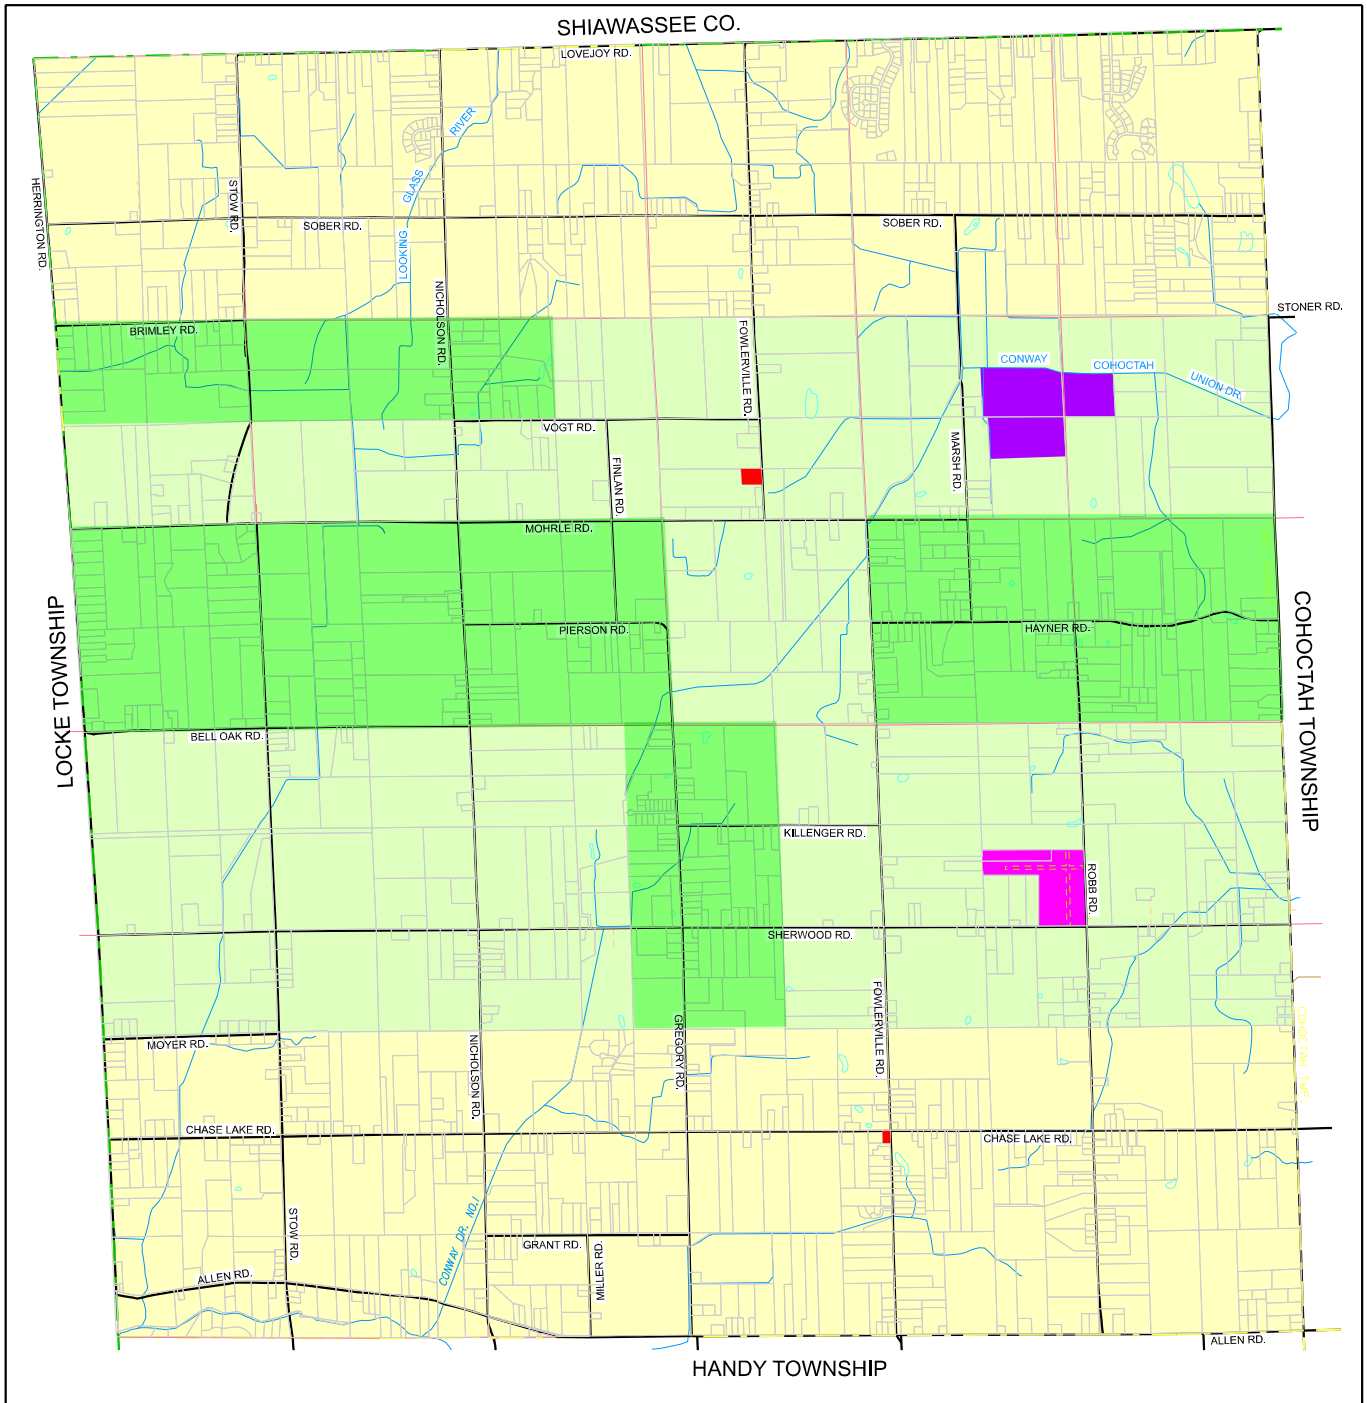 SHIAWASSEE CO.
LOVEJOY RD.
RIVER
GLASS
LOOKING
HERRINGTON RD.
STOW RD.
SOBER RD.
SOBER RD.
NICHOLSON RD.
STONER RD.
BRIMLEY RD.
FOWLERVILLE RD.
CONWAY
COHOCTAH
UNION DR.
VOGT RD.
FINLAN RD.
MARSH RD.
MOHRLE RD.
LOCKE TOWNSHIP
COHOCTAH TOWNSHIP
PIERSON RD.
HAYNER RD.
BELL OAK RD.
KILLENGER RD.
ROBB RD.
SHERWOOD RD.
FOWLERVILLE RD.
GREGORY RD.
NICHOLSON RD.
COHOCTAH TWP.
MOYER RD.
CHASE LAKE RD.
CHASE LAKE RD.
STOW RD.
CONWAY DR. NO.1
GRANT RD.
MILLER RD.
ALLEN RD.
ALLEN RD.
HANDY TOWNSHIP